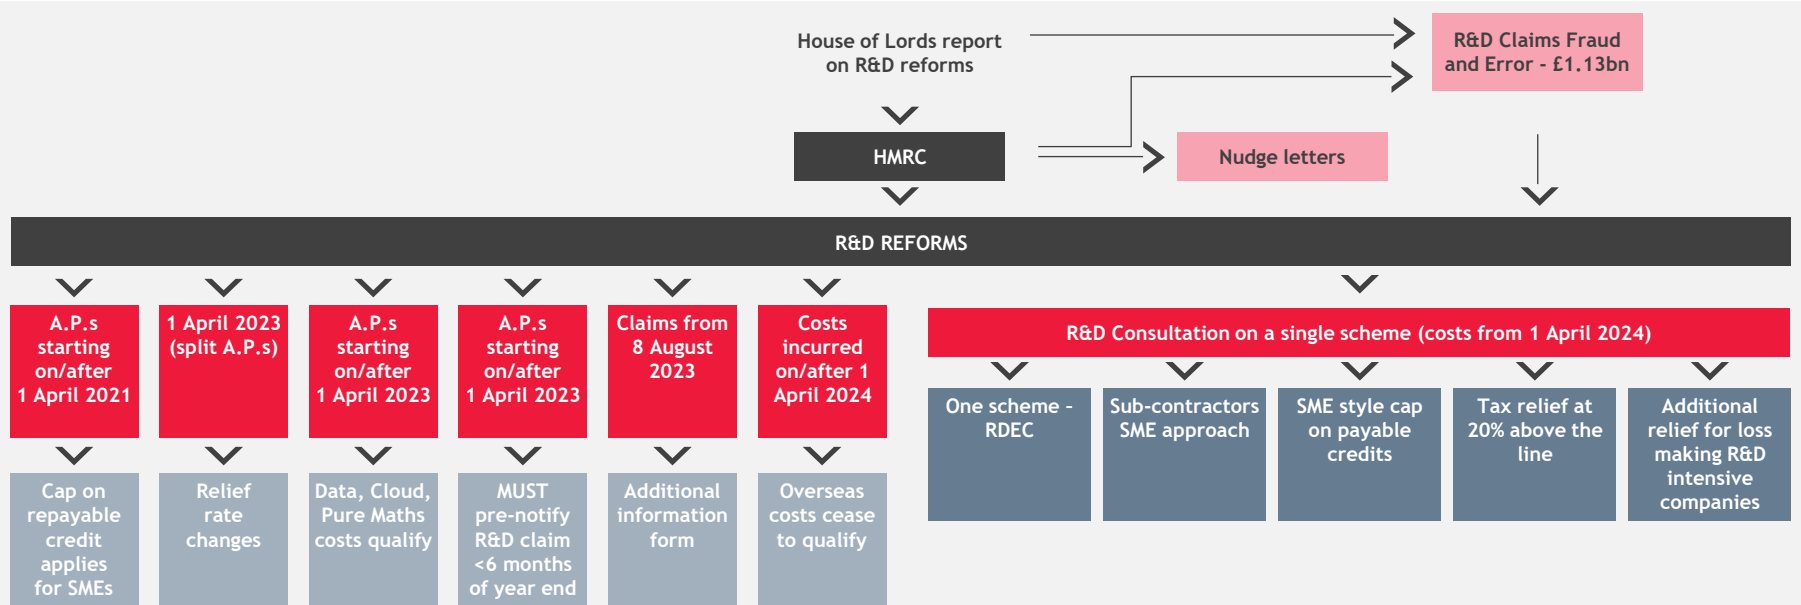 House of Lords report
on R&D reforms
R&D Claims Fraud
and Error - £1.13bn
HMRC
Nudge letters
R&D REFORMS
A.P.s
starting
on/after
1 April 2021
1 April 2023
(split A.P.s)
A.P.s
starting
on/after
1 April 2023
A.P.s
starting
on/after
1 April 2023
Claims from
8 August
2023
Costs
incurred
on/after 1
April 2024
R&D Consultation on a single scheme (costs from 1 April 2024)
Cap on
repayable
credit
applies
for SMEs
Relief
rate
changes
Data, Cloud,
Pure Maths
costs qualify
MUST
pre-notify
R&D claim
<6 months
of year end
Additional
information
form
Overseas
costs cease
to qualify
One scheme –
RDEC
Sub-contractors
SME approach
SME style cap
on payable
credits
Tax relief at
20% above the
line
Additional
relief for loss
making R&D
intensive
companies